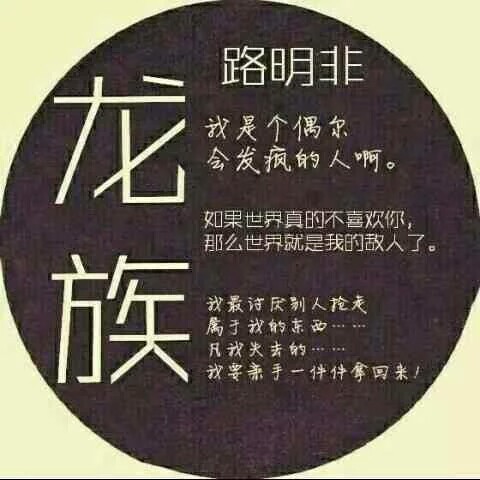 龙族
路明非
我是个偶尔
会发疯的人啊。
如果世界真的不喜欢你,
那么世界就是我的敌人了。
我最讨厌别人抢走
属于我的东西……
凡我失去的……
我要亲手一件件拿回来!